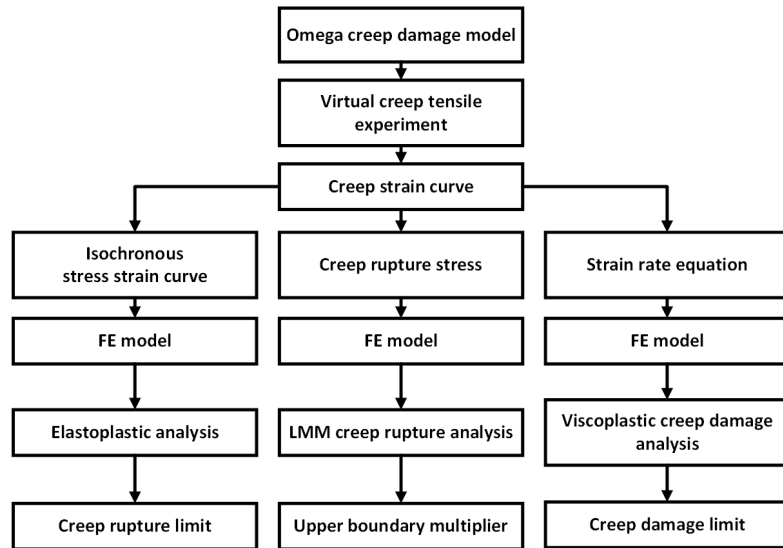 Omega creep damage model
Virtual creep tensile
experiment
Creep strain curve
Isochronous
stress strain curve
Creep rupture stress
Strain rate equation
FE model
FE model
FE model
Elastoplastic analysis
LMM creep rupture analysis
Viscoplastic creep damage
analysis
Creep rupture limit
Upper boundary multiplier
Creep damage limit